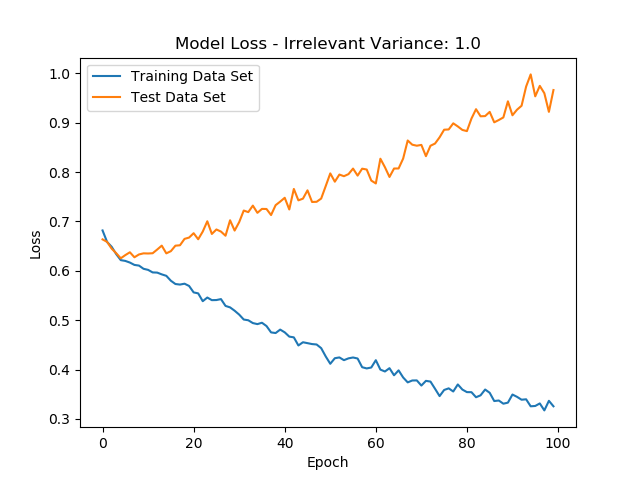 Model Loss - Irrelevant Variance: 1.0
Training Data Set
Test Data Set
Loss
1.0
0.9
0.8
0.7
0.6
0.5
0.4
0.3
0 20 40 60 80 100
Epoch